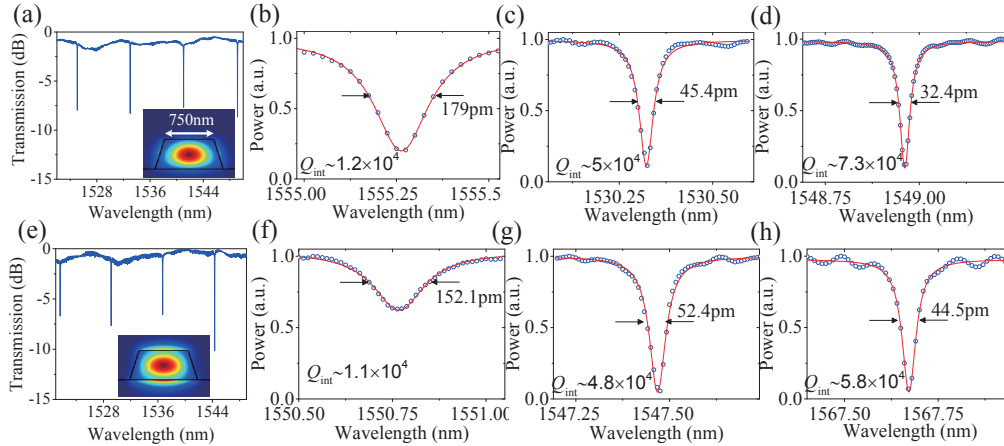 (a)
Transmission (dB)
0
-5
-10
-15
750nm
1528 1536 1544
Wavelength (nm)
(b)
Power (a.u.)
1.0
0.5
0.0
179pm
Q_int~1.2×10^4
1555.00 1555.25 1555.5
Wavelength (nm)
(c)
Power (a.u.)
1.0
0.5
0.0
45.4pm
Q_int~5×10^4
1530.25 1530.50
Wavelength (nm)
(d)
Power (a.u.)
1.0
0.5
0.0
32.4pm
Q_int~7.3×10^4
1548.75 1549.00
Wavelength (nm)
(e)
Transmission (dB)
0
-5
-10
-15
1528 1536 1544
Wavelength (nm)
(f)
Power (a.u.)
1.0
0.5
0.0
152.1pm
Q_int~1.1×10^4
1550.50 1550.75 1551.00
Wavelength (nm)
(g)
Power (a.u.)
1.0
0.5
0.0
52.4pm
Q_int~4.8×10^4
1547.25 1547.50
Wavelength (nm)
(h)
Power (a.u.)
1.0
0.5
0.0
44.5pm
Q_int~5.8×10^4
1567.50 1567.75
Wavelength (nm)